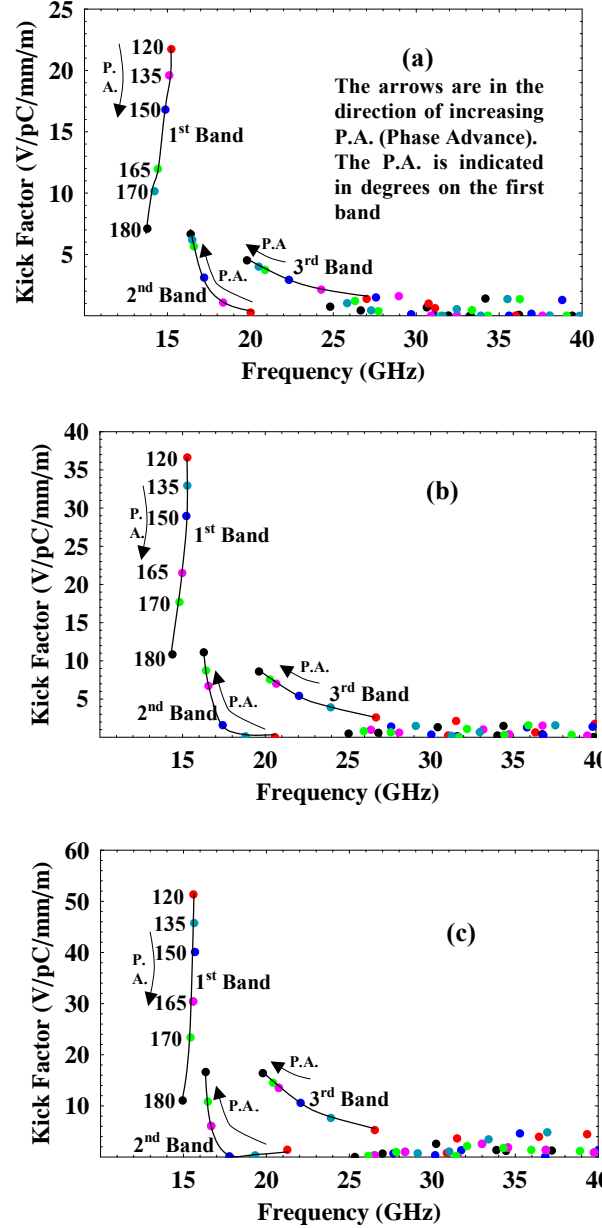 Kick Factor (V/pC/mm/m)
25
20
15
10
5
120
135
150
165
170
180
P.
A.
1st Band
(a)
The arrows are in the
direction of increasing
P.A. (Phase Advance).
The P.A. is indicated
in degrees on the first
band
P.A
3rd Band
P.A.
2nd Band
10 15 20 25 30 35 40
Frequency (GHz)
Kick Factor (V/pC/mm/m)
40
35
30
25
20
15
10
5
120
135
150
165
170
180
P.
A.
1st Band
(b)
P.A.
3rd Band
P.A.
2nd Band
10 15 20 25 30 35 40
Frequency (GHz)
Kick Factor (V/pC/mm/m)
60
50
40
30
20
10
120
135
150
165
170
180
P.
A.
1st Band
(c)
P.A.
3rd Band
P.A.
2nd Band
10 15 20 25 30 35 40
Frequency (GHz)